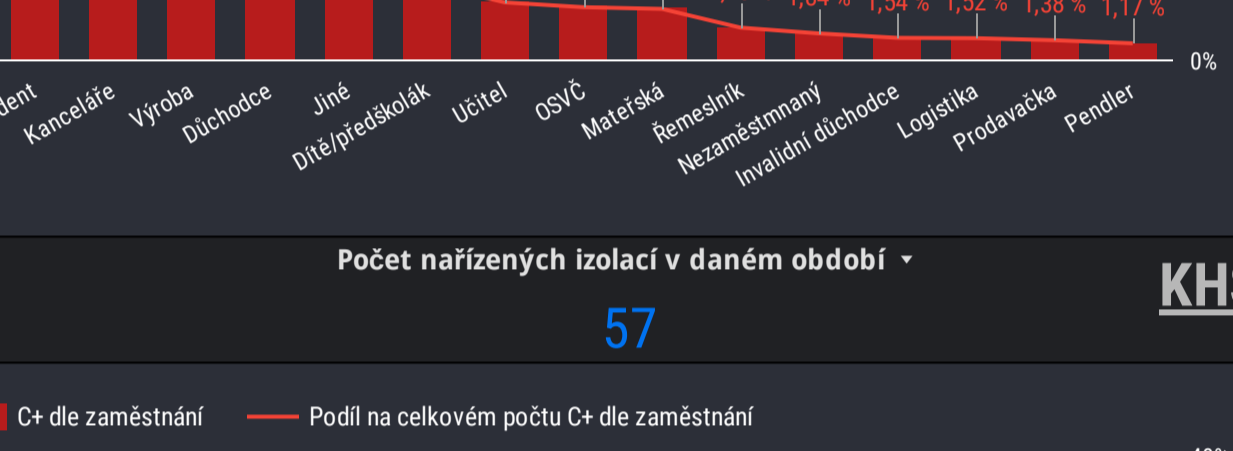 1,54 % 1,52 % 1,38 % 1,17 %
0%
Kanceláře Výroba Důchodce Jiné Dítě/předškolák Učitel OSVČ Mateřská Řemeslník Nezaměstmnaný Invalidní důchodce Logistika Prodavačka Pendler
Počet nařízených izolací v daném období
57
C+ dle zaměstnání
Podíl na celkovém počtu C+ dle zaměstnání